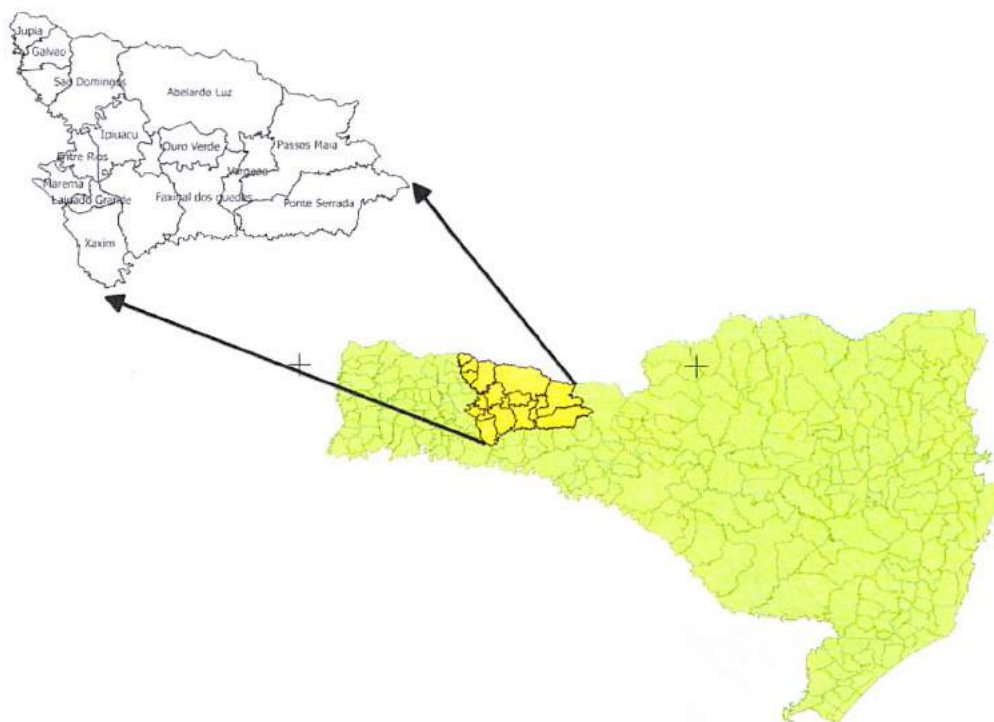 Jupia
Galvao
Sao Domingos
Abelardo Luz
Ipiuacu
Ouro Verde
Passos Maia
Entre Rios
Vargeao
Marema
Faxinal dos guedes
Lajeado Grande
Ponte Serrada
Xaxim